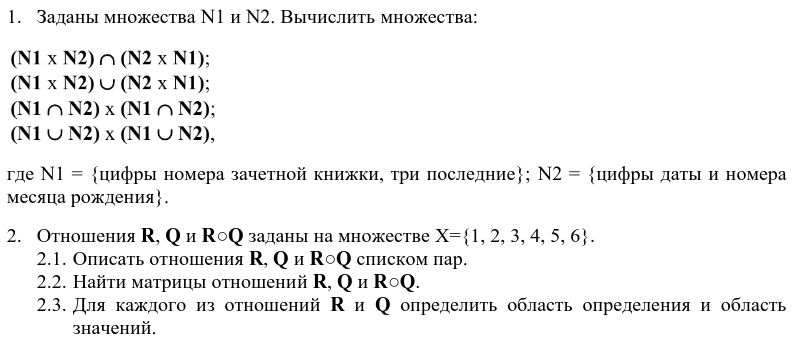 1. Заданы множества N1 и N2. Вычислить множества:
(N1 x N2) ∩ (N2 x N1);
(N1 x N2) ∪ (N2 x N1);
(N1 ∩ N2) x (N1 ∩ N2);
(N1 ∪ N2) x (N1 ∪ N2),
где N1 = {цифры номера зачетной книжки, три последние}; N2 = {цифры даты и номера
месяца рождения}.
2. Отношения R, Q и R○Q заданы на множестве X={1, 2, 3, 4, 5, 6}.
2.1. Описать отношения R, Q и R○Q списком пар.
2.2. Найти матрицы отношений R, Q и R○Q.
2.3. Для каждого из отношений R и Q определить область определения и область
значений.